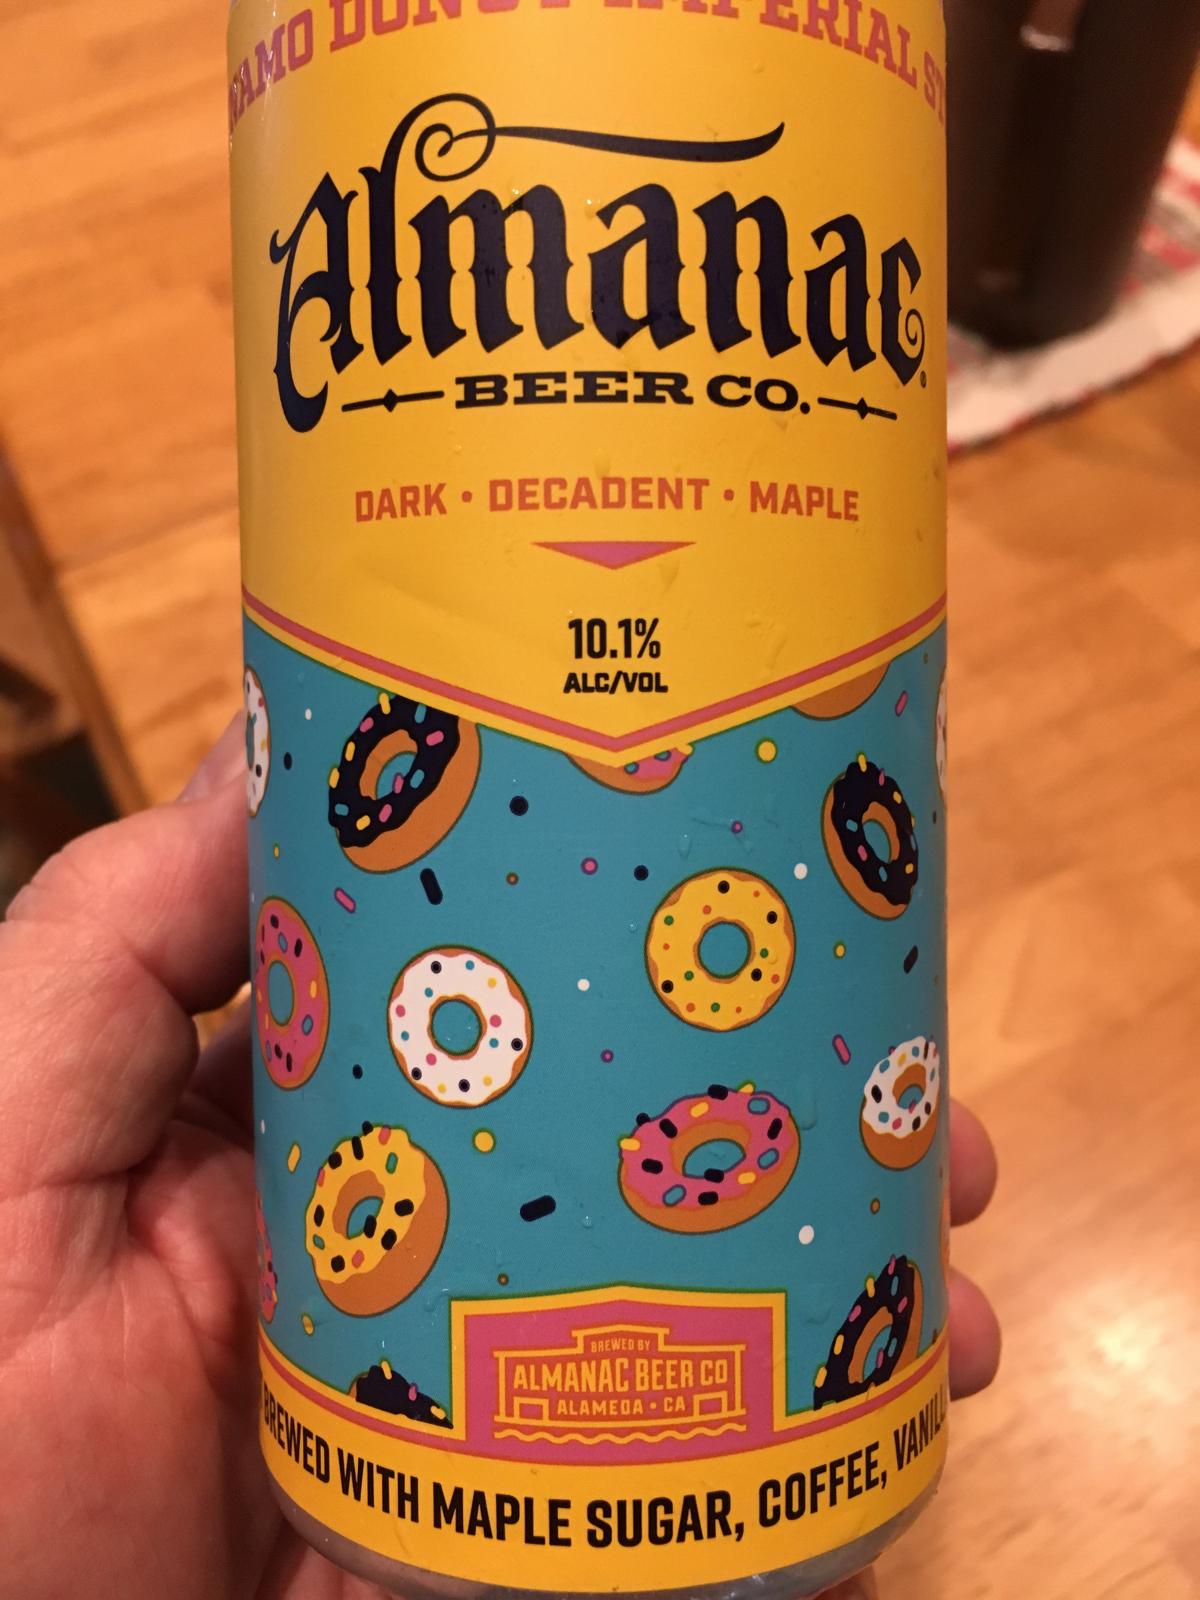 IMPERIAL
Almanac®
BEER CO.
DARK • DECADENT • MAPLE
10.1%
ALC/VOL
BREWED BY
ALMANAC BEER CO
ALAMEDA • CA
BREWED WITH MAPLE SUGAR, COFFEE,